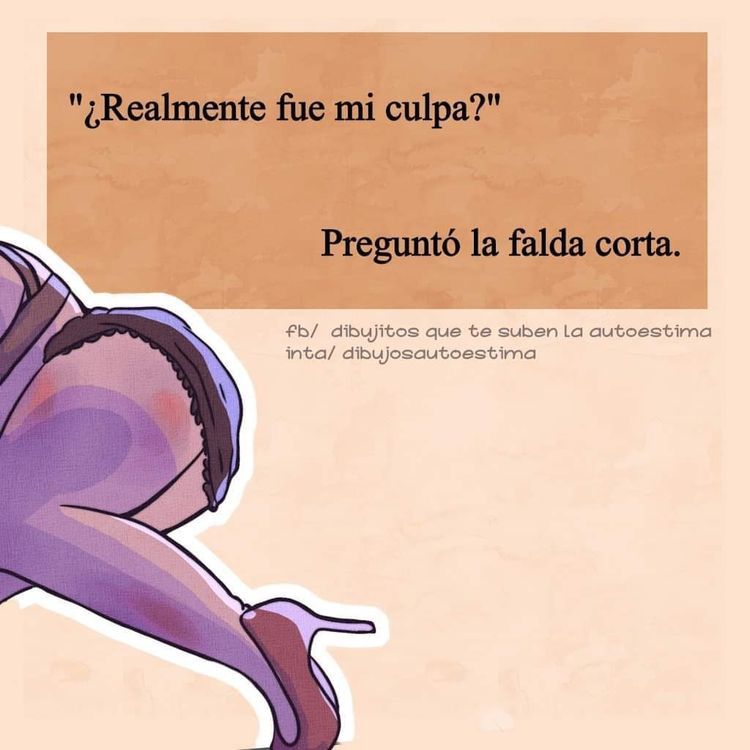 "¿Realmente fue mi culpa?"
Preguntó la falda corta.
fb/ dibujitos que te suben la autoestima
inta/ dibujosautoestima